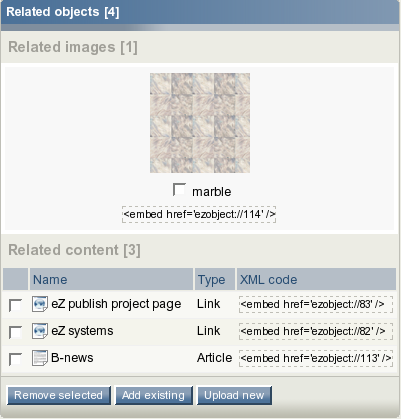 Related objects [4]
Related images [1]
marble
<embed href='ezobject://114' />
Related content [3]
Name Type XML code
eZ publish project page Link <embed href='ezobject://83' />
eZ systems Link <embed href='ezobject://82' />
B-news Article <embed href='ezobject://113' />
Remove selected Add existing Upload new